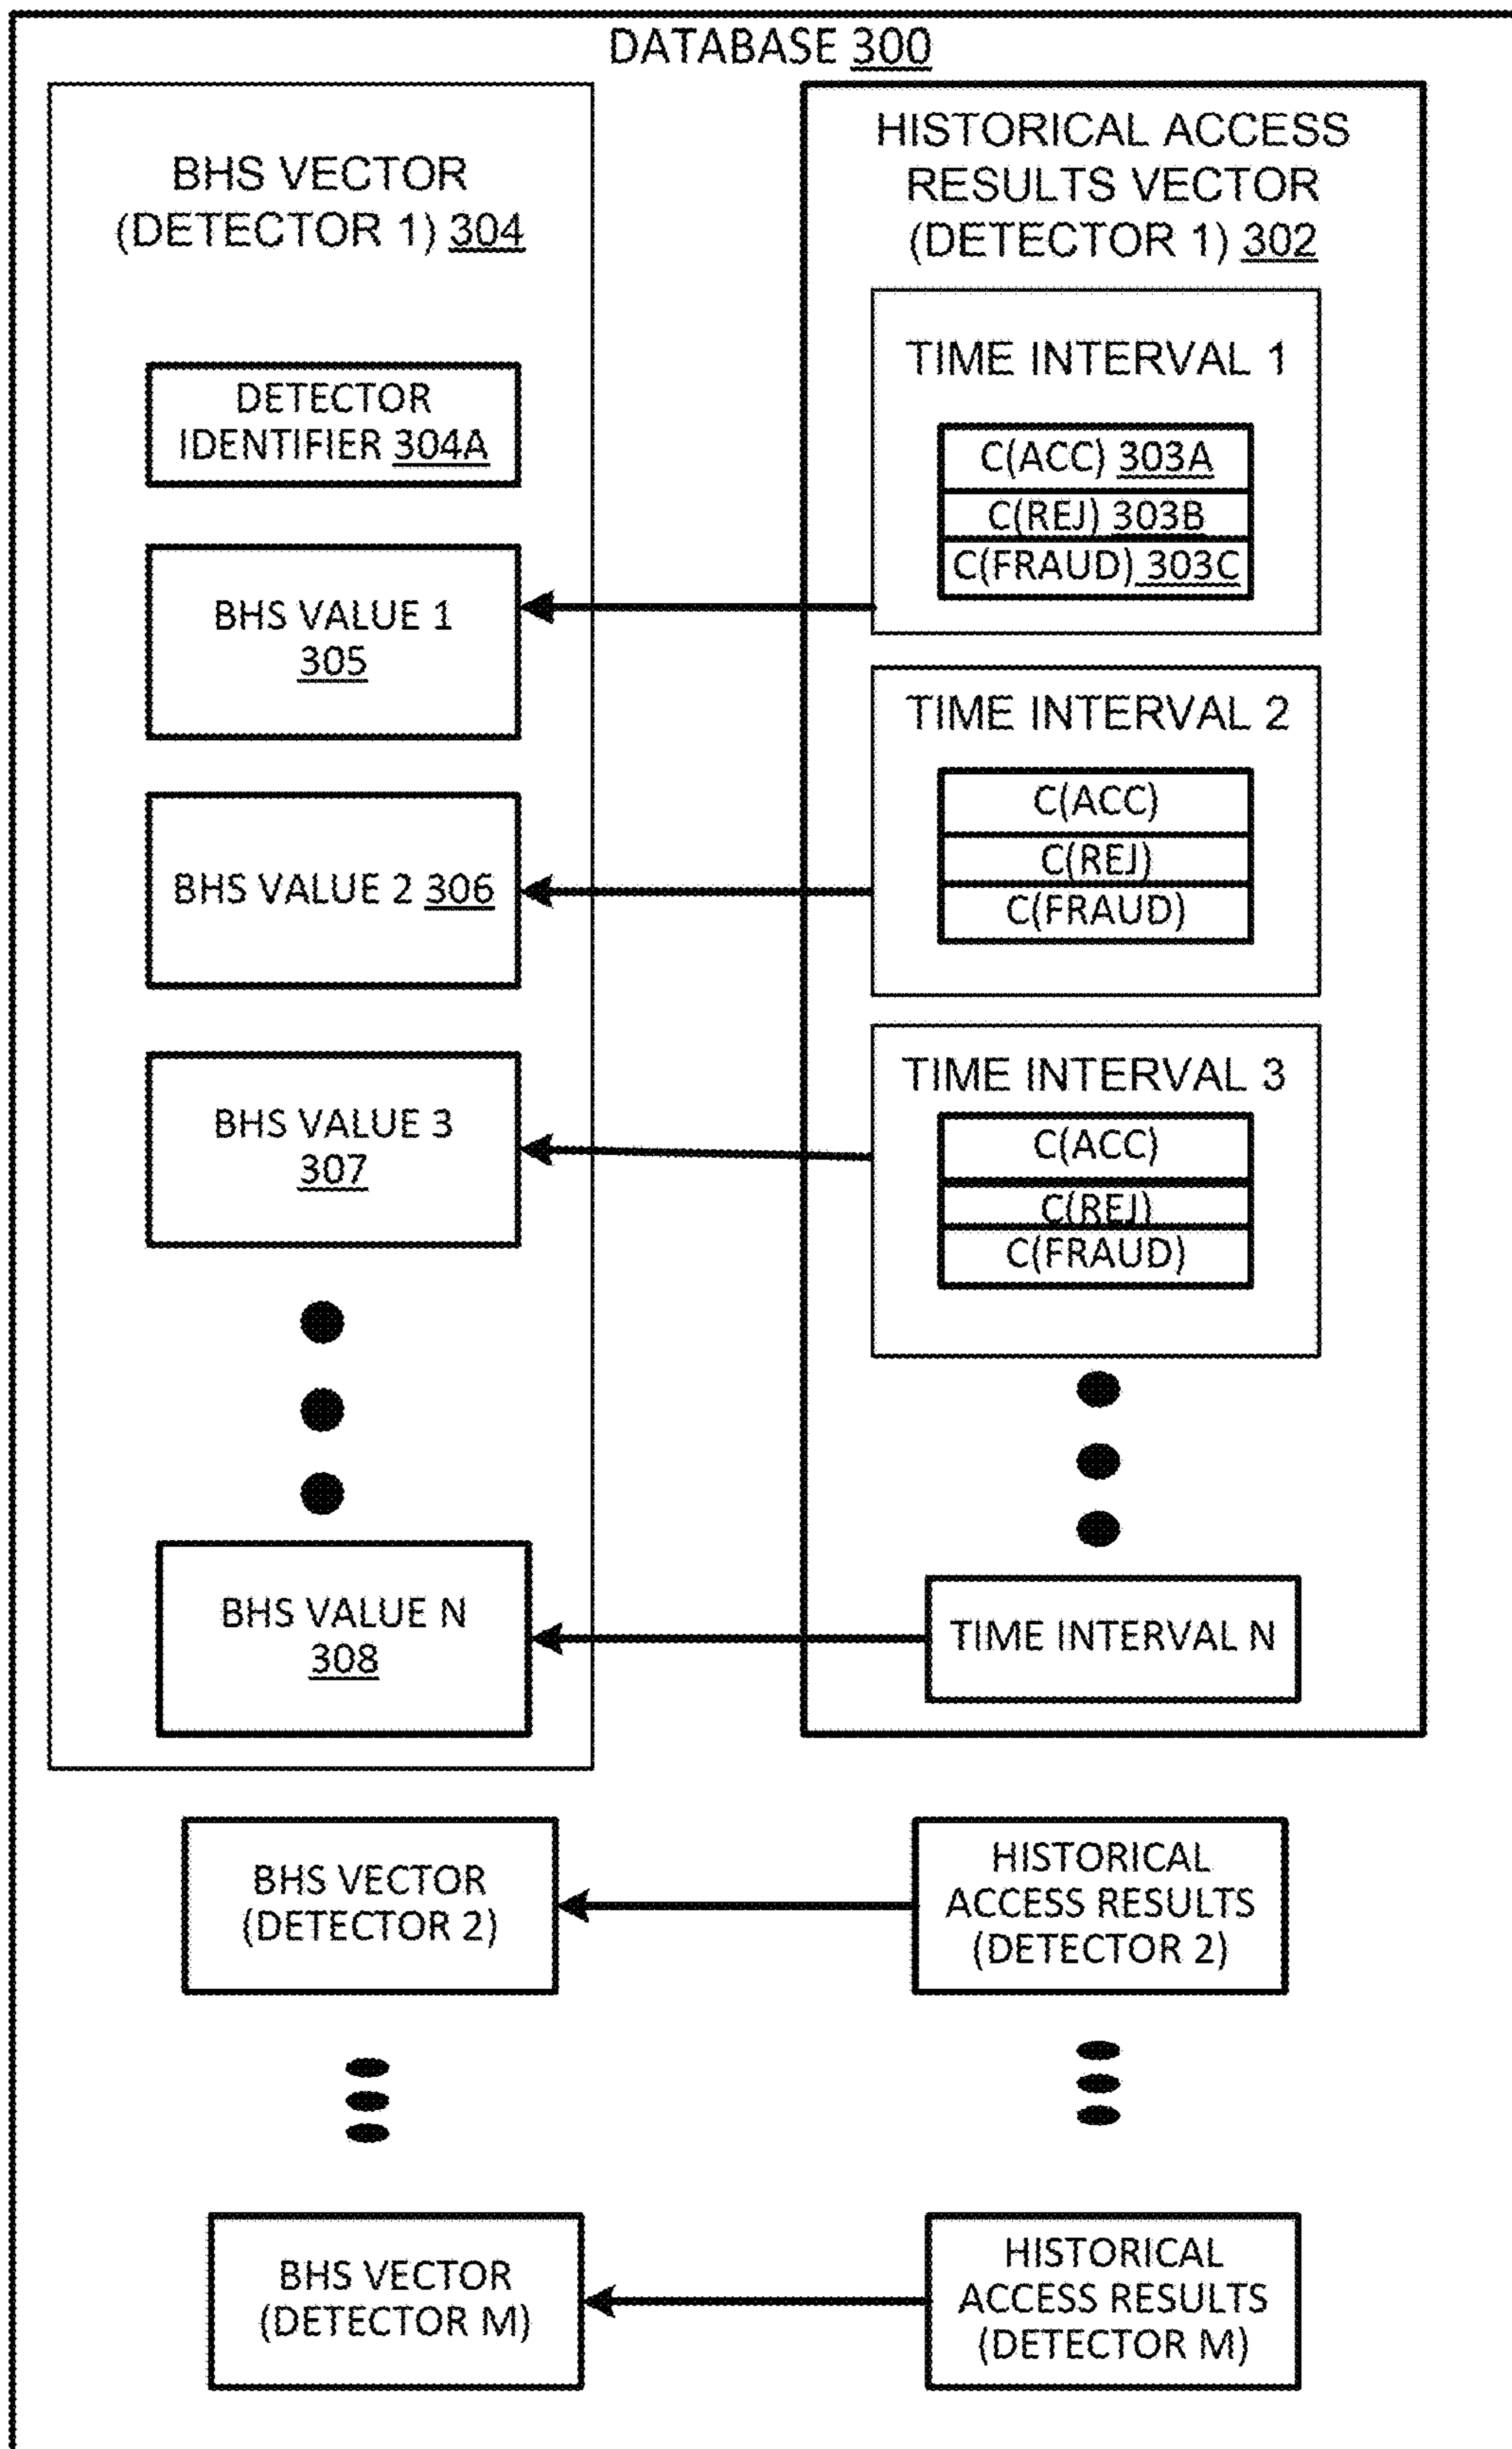 DATABASE 300
BHS VECTOR
(DETECTOR 1) 304
DETECTOR
IDENTIFIER 304A
BHS VALUE 1
305
BHS VALUE 2 306
BHS VALUE 3
307
BHS VALUE N
308
HISTORICAL ACCESS
RESULTS VECTOR
(DETECTOR 1) 302
TIME INTERVAL 1
C(ACC) 303A
C(REJ) 303B
C(FRAUD) 303C
TIME INTERVAL 2
C(ACC)
C(REJ)
C(FRAUD)
TIME INTERVAL 3
C(ACC)
C(REJ)
C(FRAUD)
TIME INTERVAL N
BHS VECTOR
(DETECTOR 2)
HISTORICAL
ACCESS RESULTS
(DETECTOR 2)
BHS VECTOR
(DETECTOR M)
HISTORICAL
ACCESS RESULTS
(DETECTOR M)